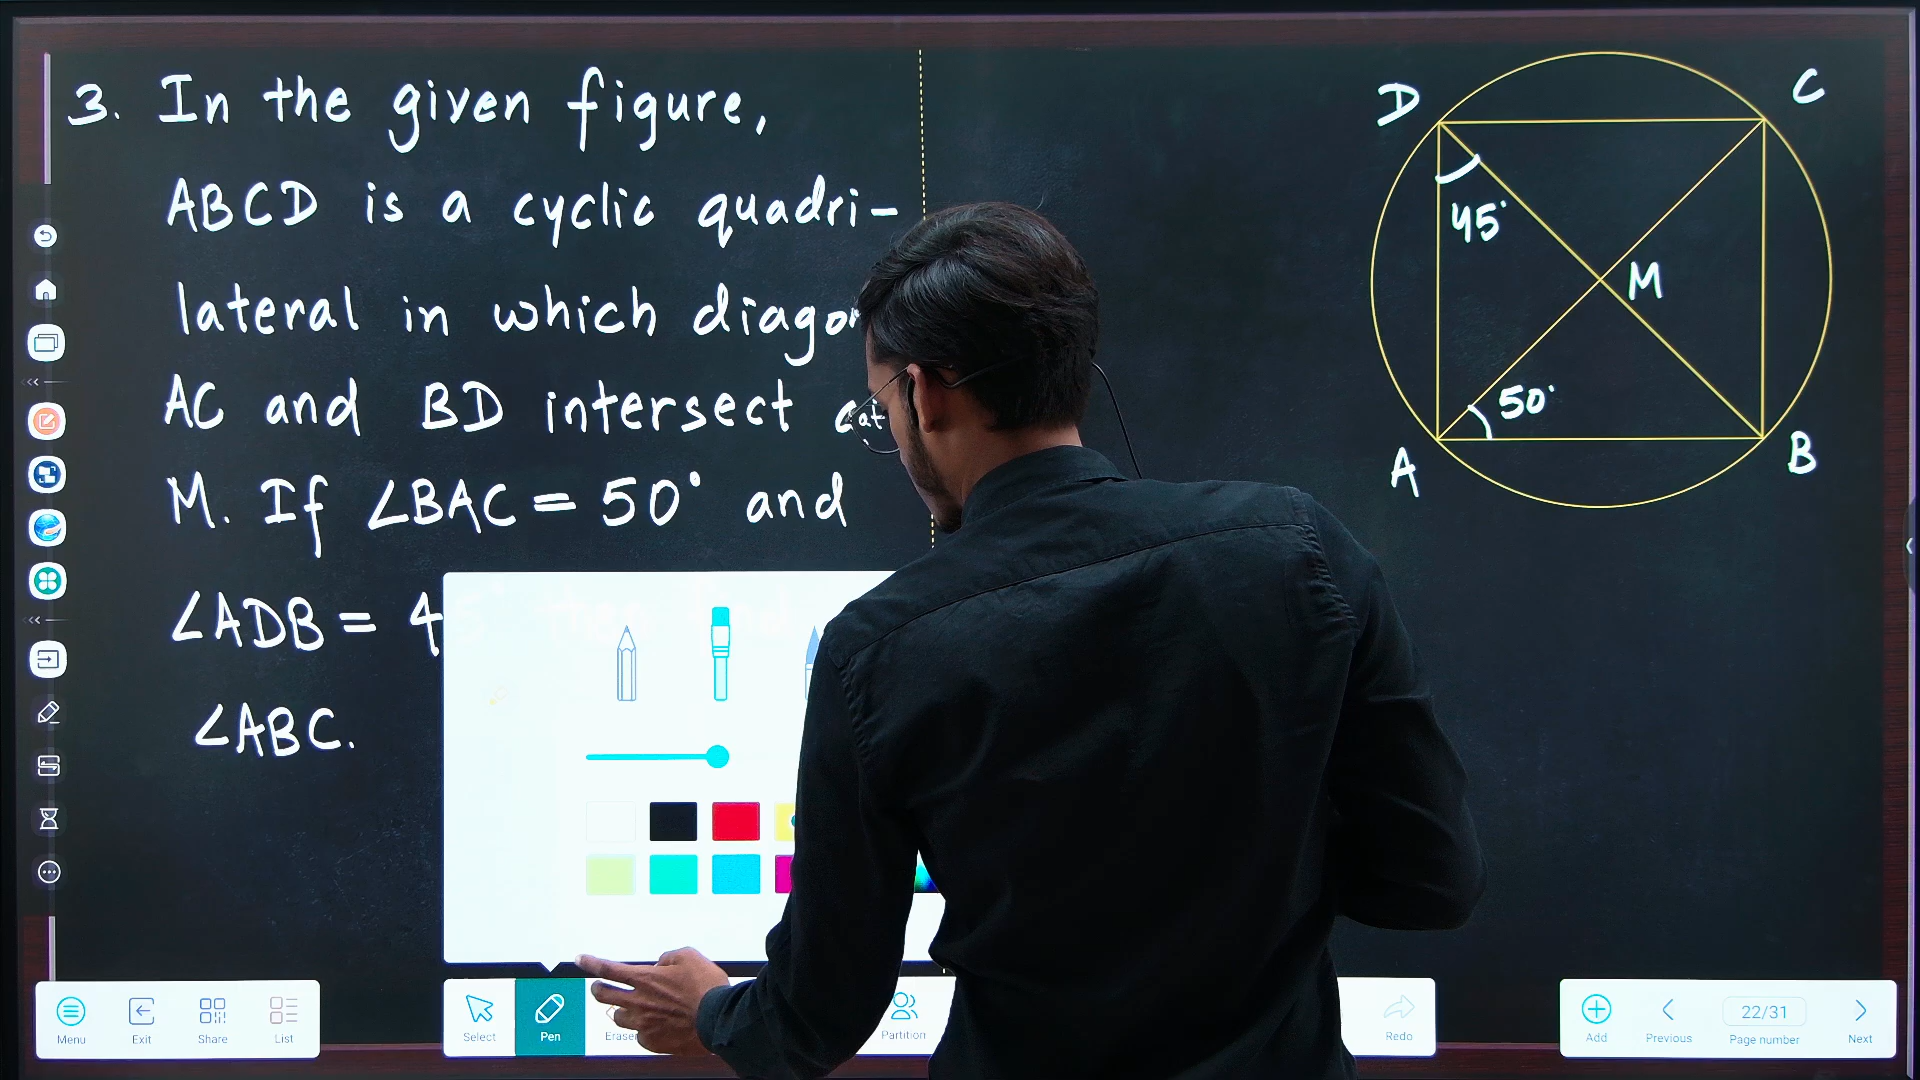 3. In the given figure,
ABCD is a cyclic quadri-
lateral in which
AC and BD intersect at
M. If ∠BAC = 50° and
∠ADB =
∠ABC.
D
C
45°
M
50°
A
B
Menu
Exit
Share
List
Select
Pen
Partition
Redo
Add
Previous
22/31
Page number
Next